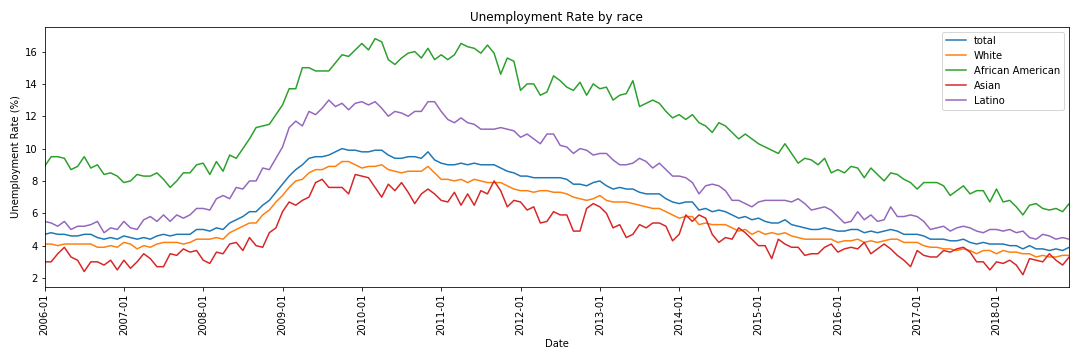 Unemployment Rate by race
total
White
African American
Asian
Latino
Unemployment Rate (%)
16
14
12
10
8
6
4
2
2006-01
2007-01
2008-01
2009-01
2010-01
2011-01
2012-01
2013-01
2014-01
2015-01
2016-01
2017-01
2018-01
Date